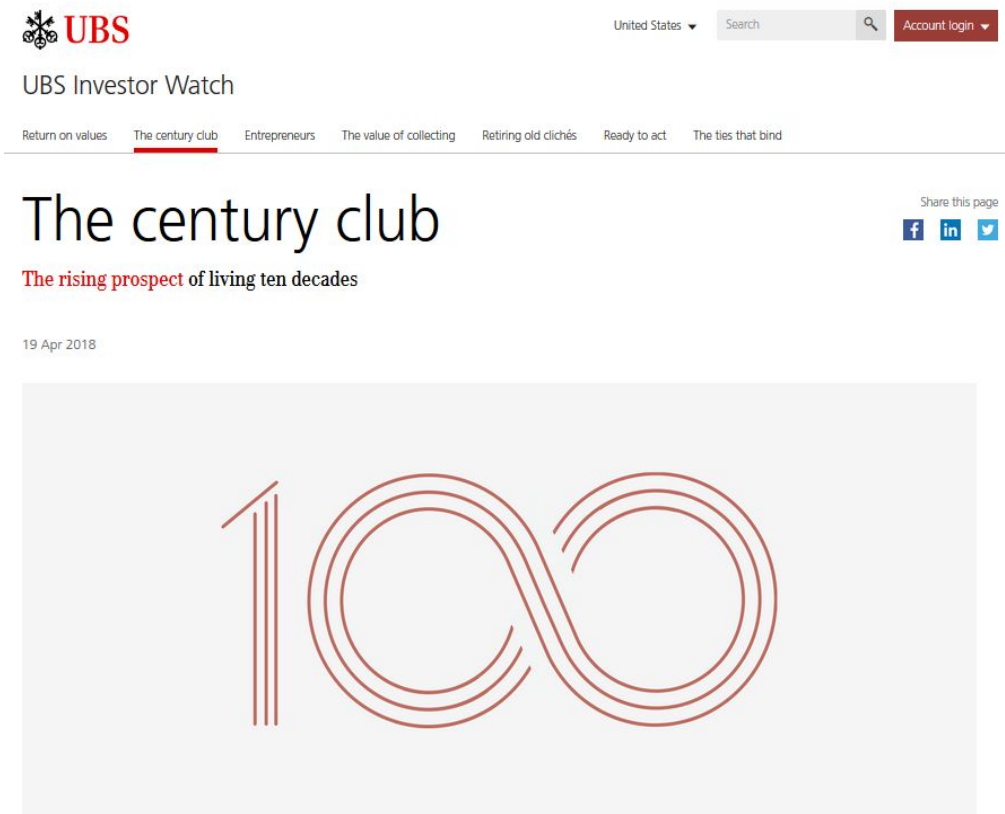 UBS
United States
Search
Account login
UBS Investor Watch
Return on values The century club Entrepreneurs The value of collecting Retiring old clichés Ready to act The ties that bind
The century club
Share this page
The rising prospect of living ten decades
19 Apr 2018
100